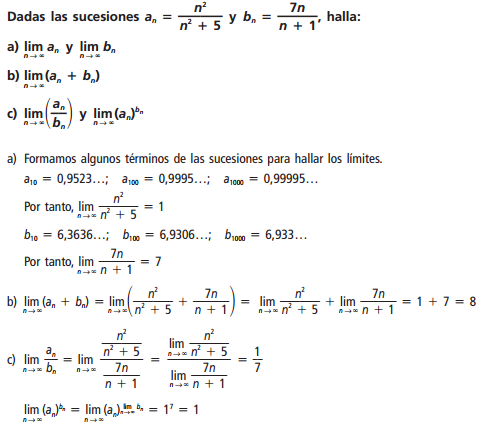 Dadas las sucesiones aₙ = n²/(n² + 5) y bₙ = 7n/(n + 1), halla:
a) lim n→∞ aₙ y lim n→∞ bₙ
b) lim n→∞ (aₙ + bₙ)
c) lim n→∞ (aₙ/bₙ) y lim n→∞ (aₙ)^bₙ
a) Formamos algunos términos de las sucesiones para hallar los límites.
a₁₀ = 0,9523...; a₁₀₀ = 0,9995...; a₁₀₀₀ = 0,99995...
Por tanto, lim n→∞ n²/(n² + 5) = 1
b₁₀ = 6,3636...; b₁₀₀ = 6,9306...; b₁₀₀₀ = 6,933...
Por tanto, lim n→∞ 7n/(n + 1) = 7
b) lim n→∞ (aₙ + bₙ) = lim n→∞ (n²/(n² + 5) + 7n/(n + 1)) = lim n→∞ n²/(n² + 5) + lim n→∞ 7n/(n + 1) = 1 + 7 = 8
c) lim n→∞ aₙ/bₙ = lim n→∞ (n²/(n² + 5))/(7n/(n + 1)) = (lim n→∞ n²/(n² + 5))/(lim n→∞ 7n/(n + 1)) = 1/7
lim n→∞ (aₙ)^bₙ = lim n→∞ (aₙ)^(lim n→∞ bₙ) = 1⁷ = 1